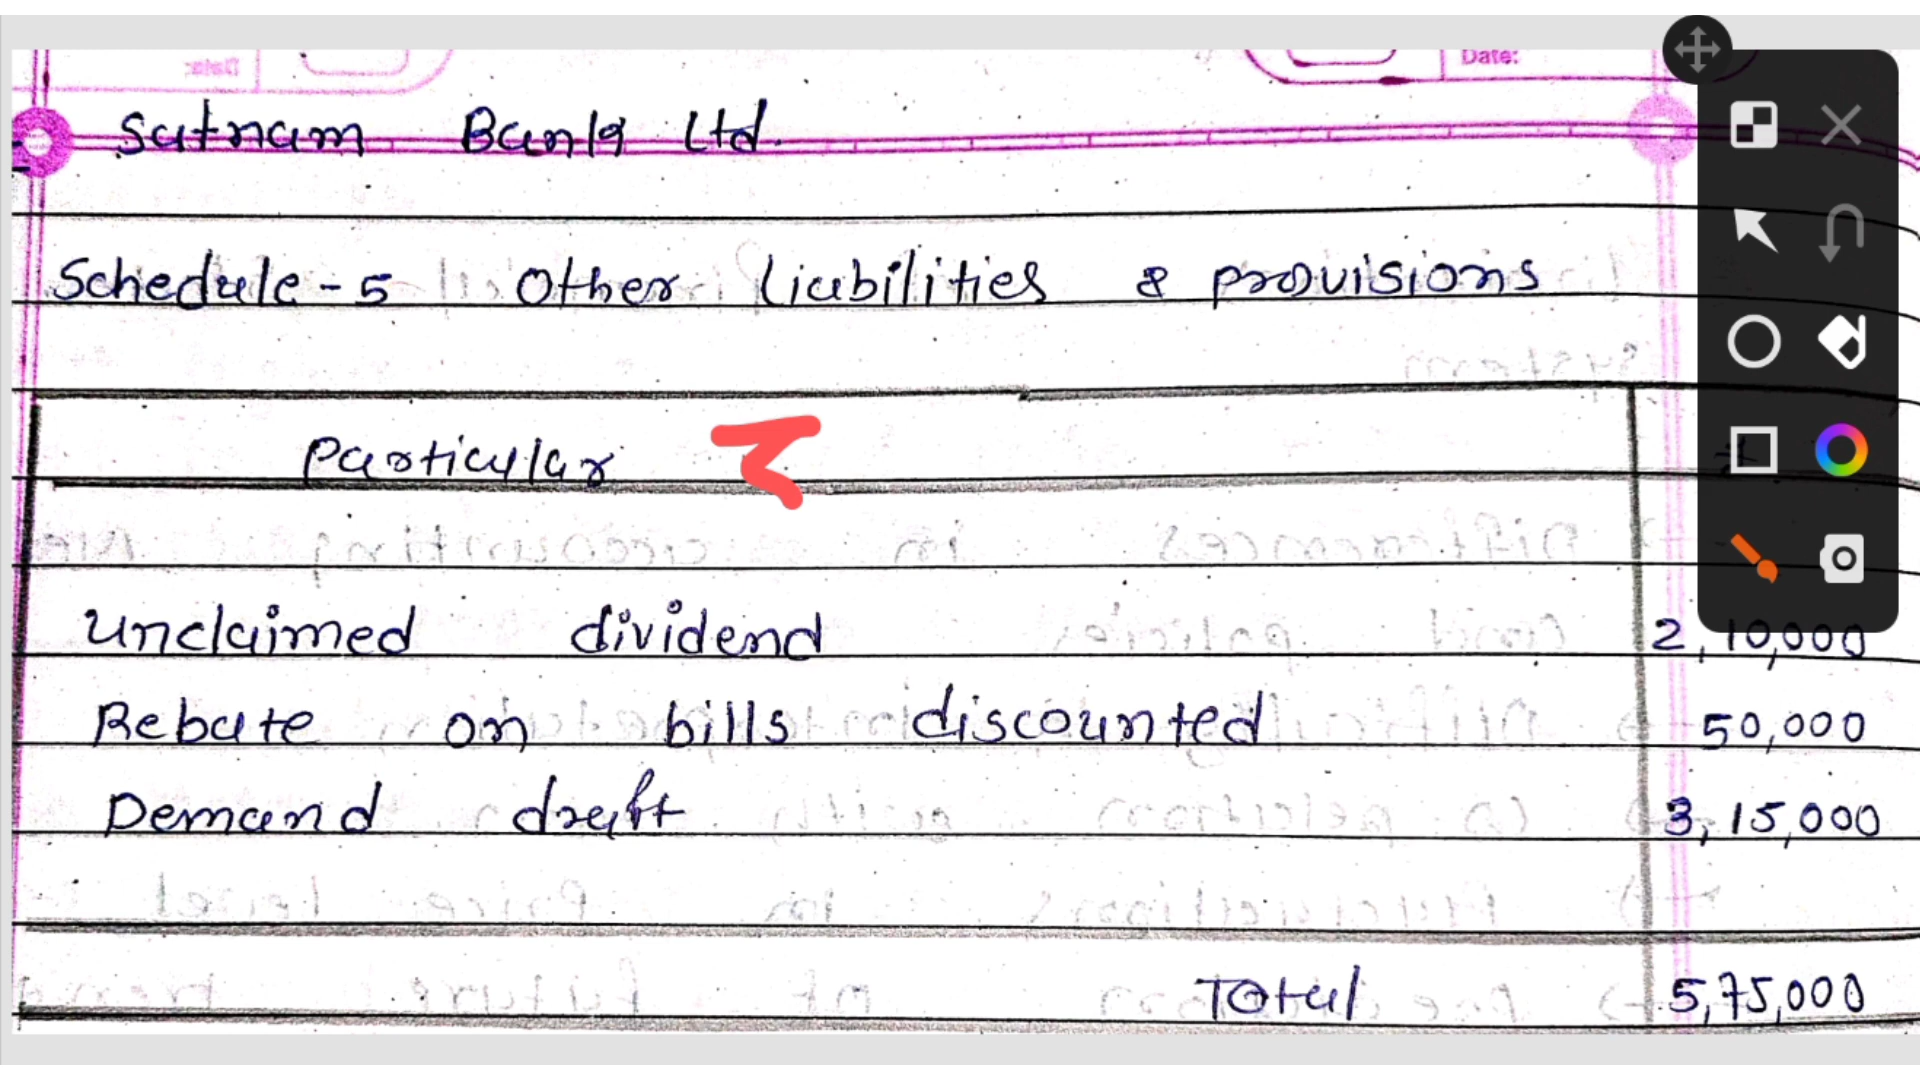 Date:
Satnam Bank Ltd.
Schedule-5 Other liabilities & provisions
Particular
Unclaimed dividend 2,10,000
Rebate on bills discounted 50,000
Demand draft 3,15,000
Total 5,75,000